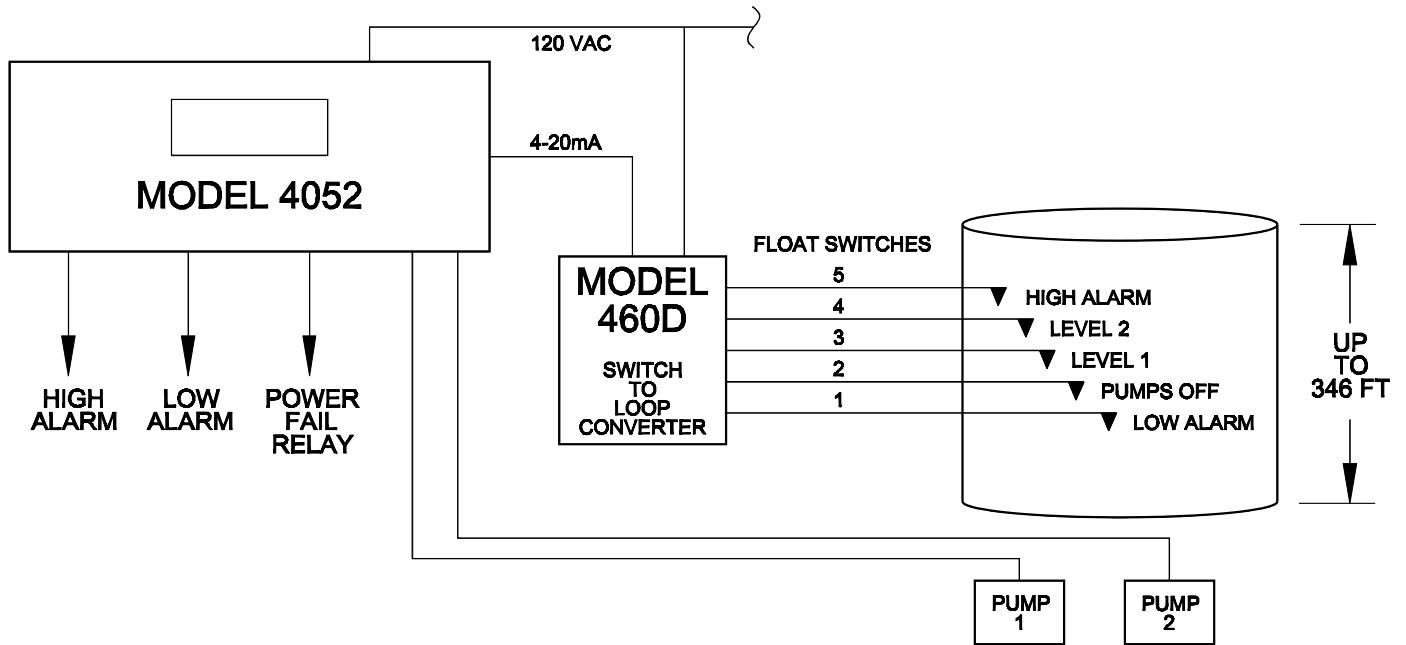 120 VAC
4-20mA
MODEL 4052
FLOAT SWITCHES
MODEL
460D
SWITCH
TO
LOOP
CONVERTER
5
HIGH ALARM
4
LEVEL 2
3
LEVEL 1
2
PUMPS OFF
1
LOW ALARM
UP
TO
346 FT
HIGH
ALARM
LOW
ALARM
POWER
FAIL
RELAY
PUMP
1
PUMP
2